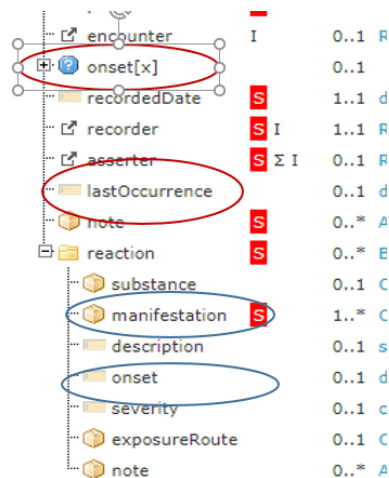 encounter I 0..1 R
onset[x] 0..1
recordedDate S 1..1 d
recorder S I 1..1 R
asserter S Σ I 0..1 R
lastOccurrence 0..1 d
note S 0..* A
reaction S 0..* B
substance 0..1 C
manifestation S 1..* C
description 0..1 s
onset 0..1 d
severity 0..1 c
exposureRoute 0..1 C
note 0..* A